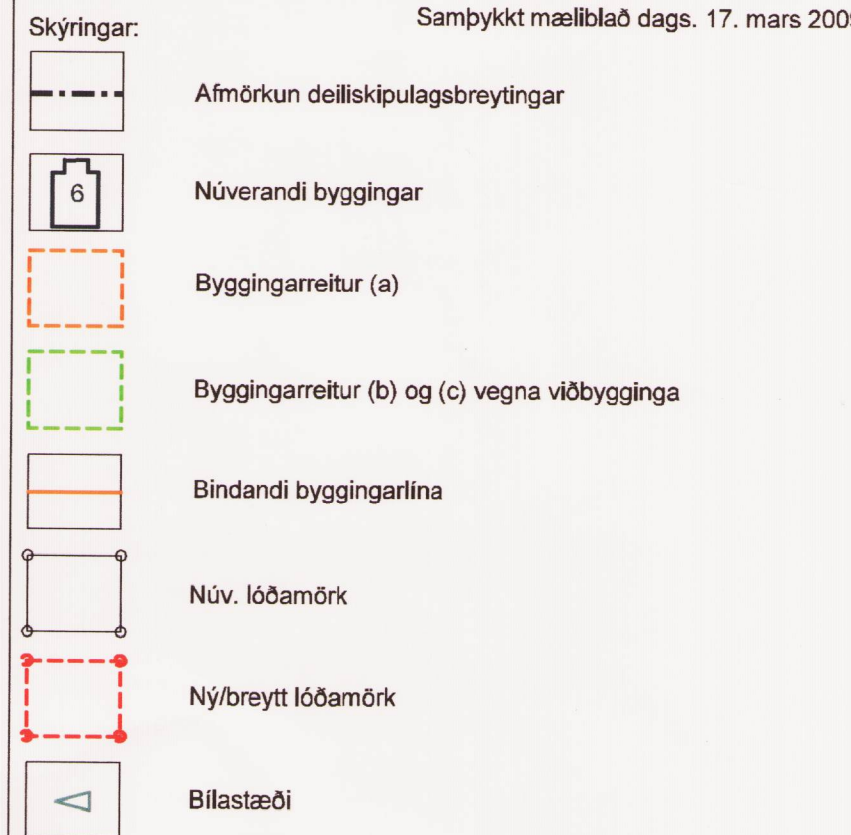 Samþykkt mæliblað dags. 17. mars 200
Skýringar:
Afmörkun deiliskipulagsbreytingar
6
Núverandi byggingar
Byggingarreitur (a)
Byggingarreitur (b) og (c) vegna viðbygginga
Bindandi byggingarlína
Núv. lóðamörk
Ný/breytt lóðamörk
Bílastæði